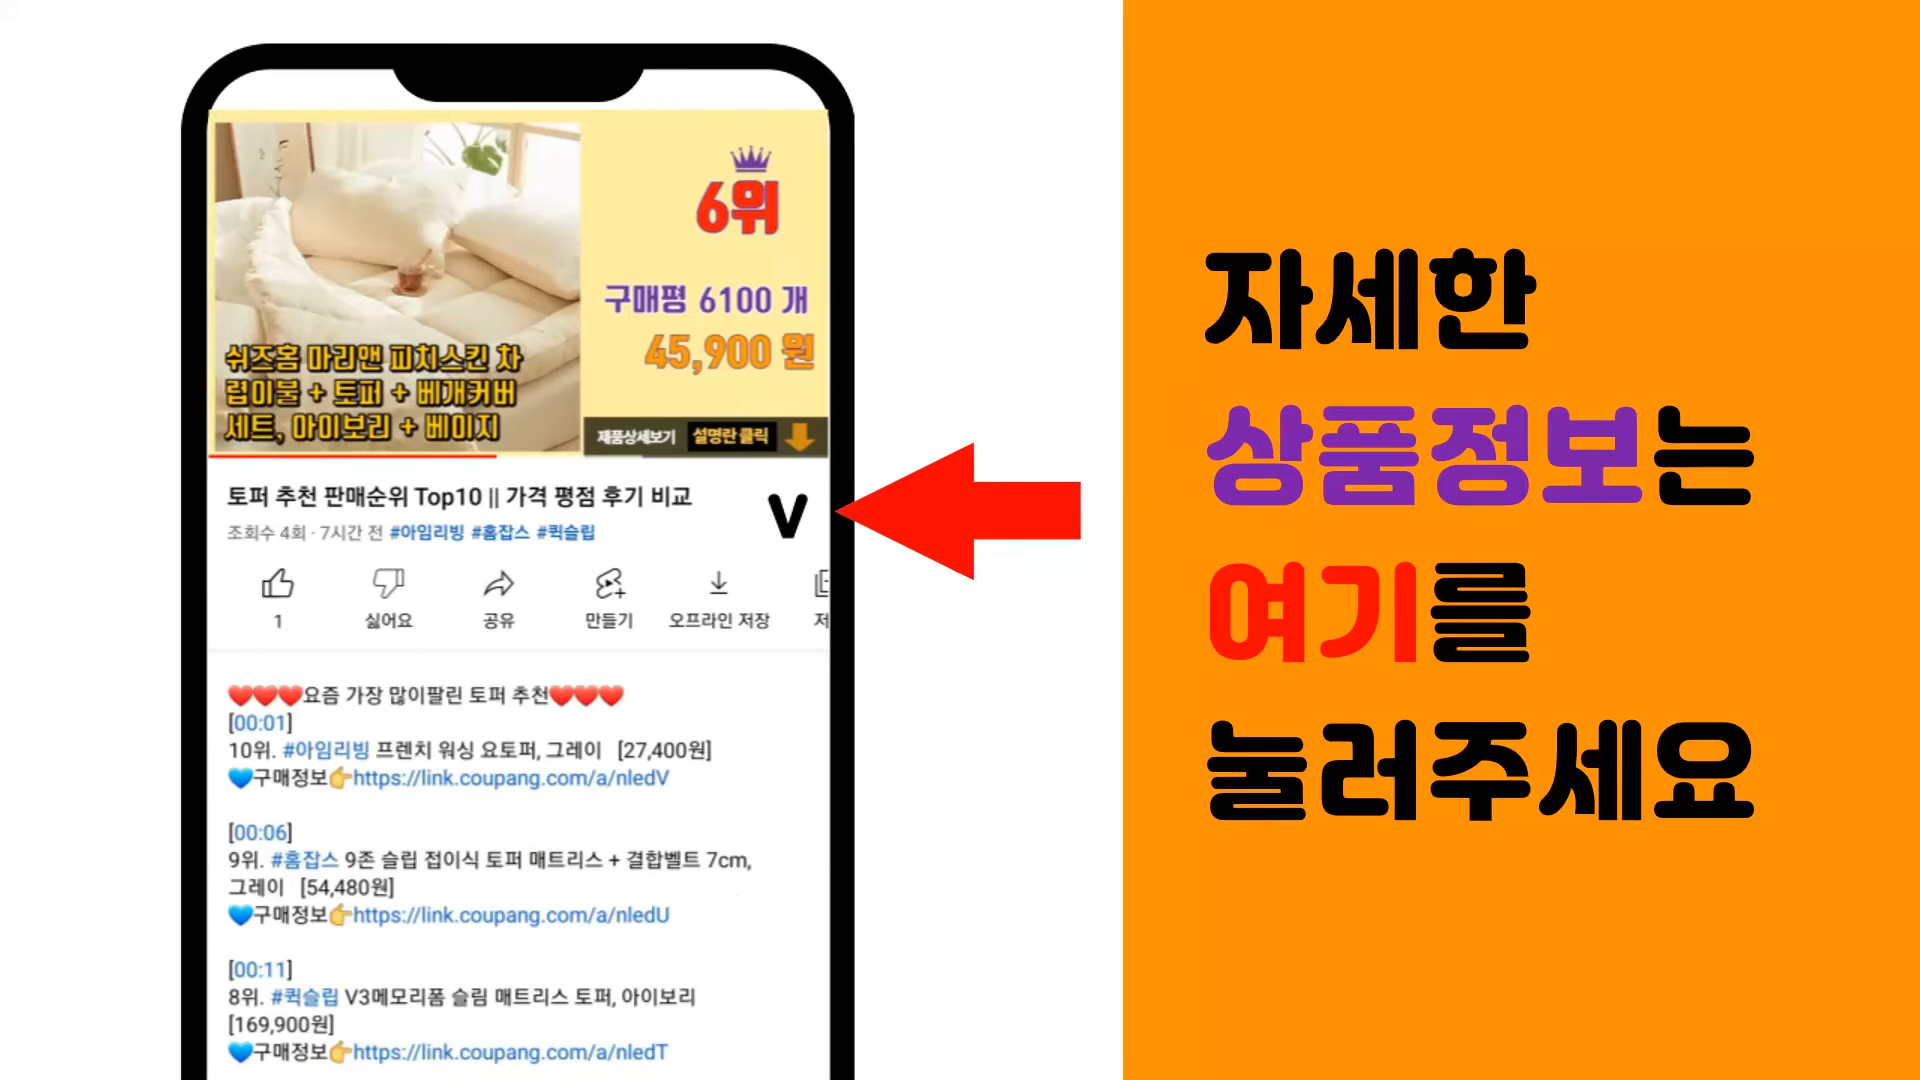 6위
구매평 6100 개
45,900 원
쉬즈홈 마리앤 피치스킨 차
렵이불 + 토퍼 + 베개커버
세트, 아이보리 + 베이지
제품상세보기 설명란 클릭
토퍼 추천 판매순위 Top10 || 가격 평점 후기 비교
V
조회수 4회 · 7시간 전 #아임리빙 #홈잡스 #퀵슬립
1 싫어요 공유 만들기 오프라인 저장 저
❤️❤️❤️요즘 가장 많이팔린 토퍼 추천❤️❤️❤️
[00:01]
10위. #아임리빙 프렌치 워싱 요토퍼, 그레이 [27,400원]
💙구매정보👉https://link.coupang.com/a/nledV
[00:06]
9위. #홈잡스 9존 슬립 접이식 토퍼 매트리스 + 결합벨트 7cm,
그레이 [54,480원]
💙구매정보👉https://link.coupang.com/a/nledU
[00:11]
8위. #퀵슬립 V3메모리폼 슬림 매트리스 토퍼, 아이보리
[169,900원]
💙구매정보👉https://link.coupang.com/a/nledT
자세한
상품정보는
여기를
눌러주세요